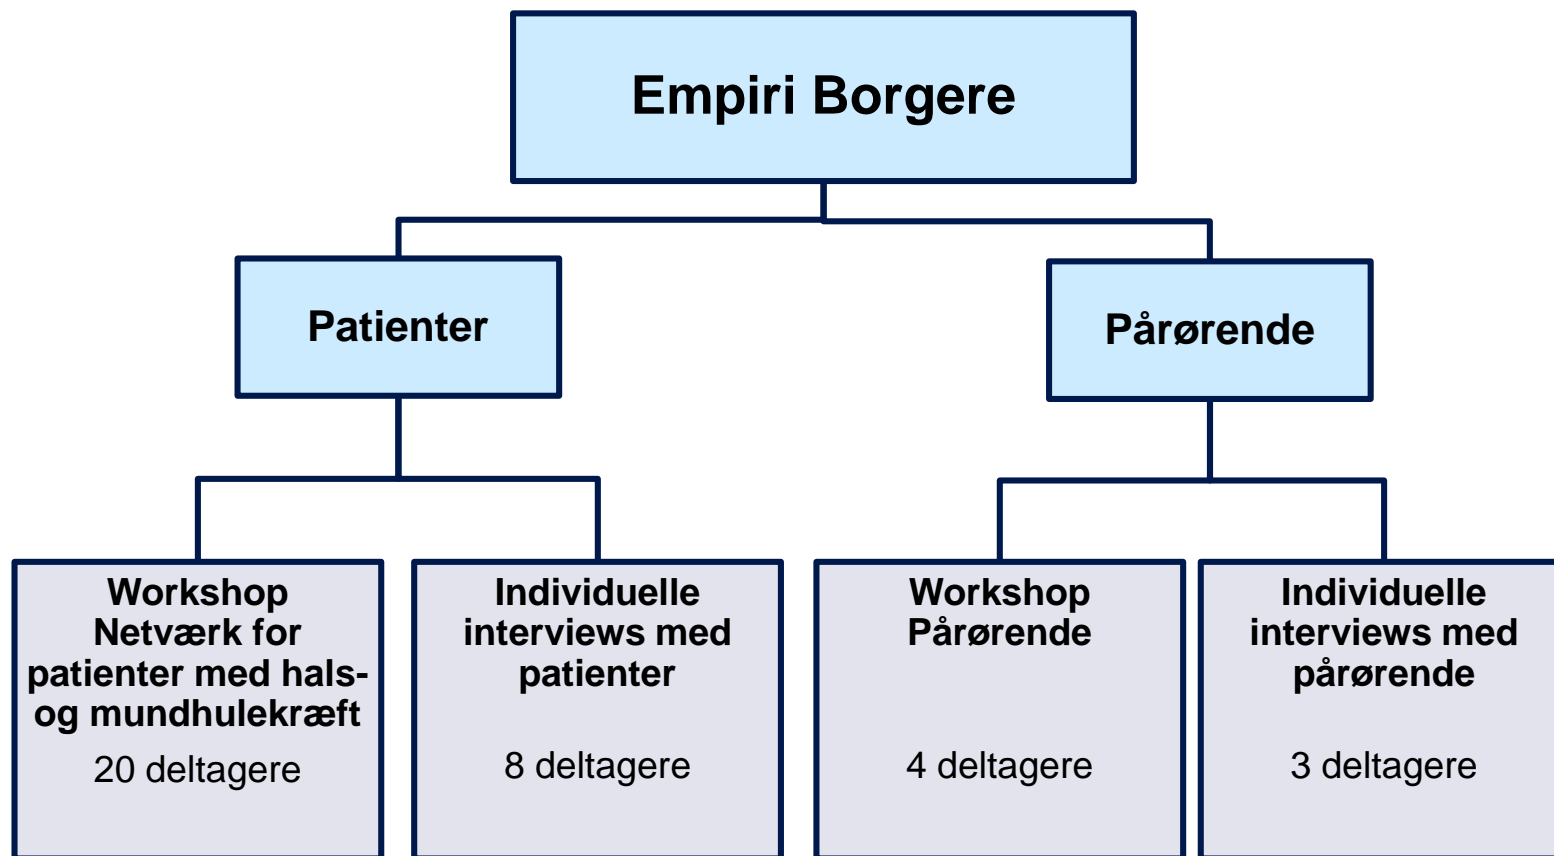 Empiri Borgere
Patienter
Pårørende
Workshop
Netværk for
patienter med hals-
og mundhulekræft
20 deltagere
Individuelle
interviews med
patienter
8 deltagere
Workshop
Pårørende
4 deltagere
Individuelle
interviews med
pårørende
3 deltagere